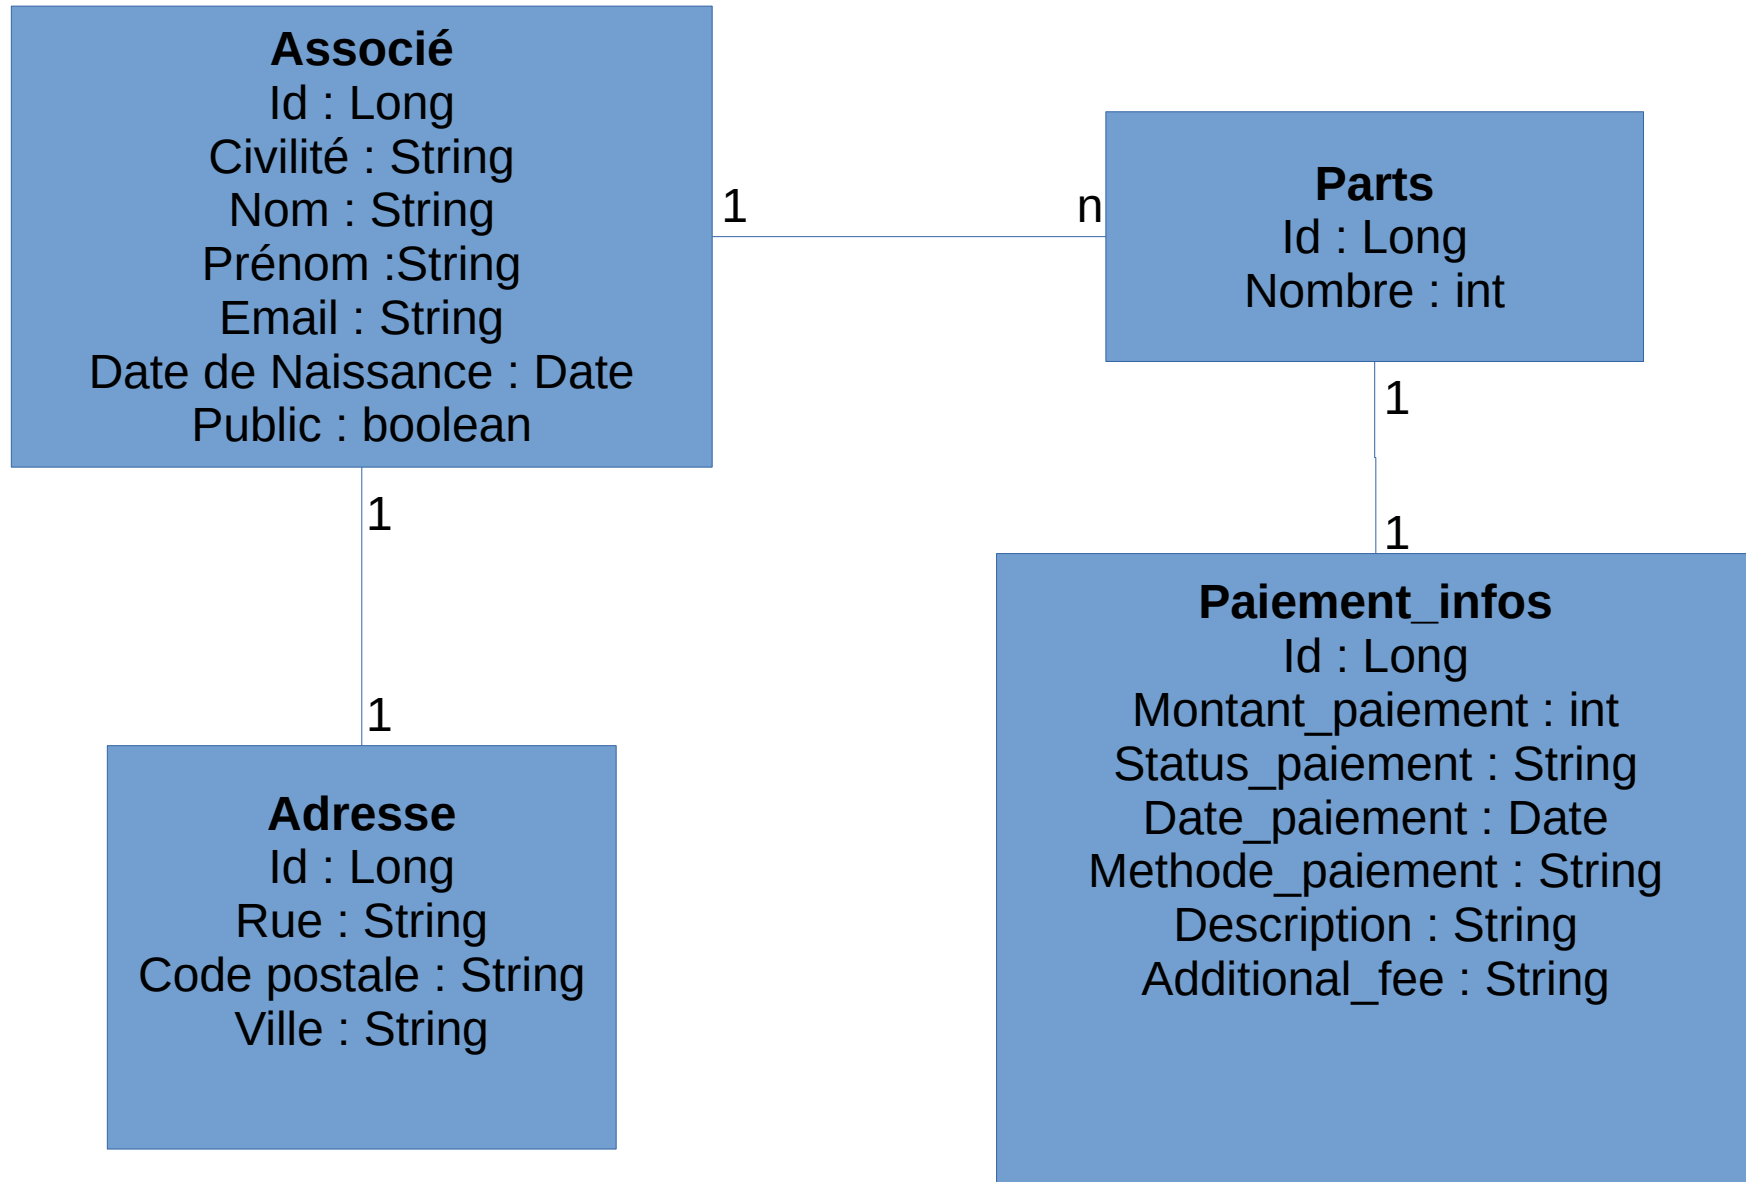 Associé
Id : Long
Civilité : String
Nom : String
Prénom :String
Email : String
Date de Naissance : Date
Public : boolean
1
n
Parts
Id : Long
Nombre : int
1
1
Paiement_infos
Id : Long
Montant_paiement : int
Status_paiement : String
Date_paiement : Date
Methode_paiement : String
Description : String
Additional_fee : String
1
1
Adresse
Id : Long
Rue : String
Code postale : String
Ville : String